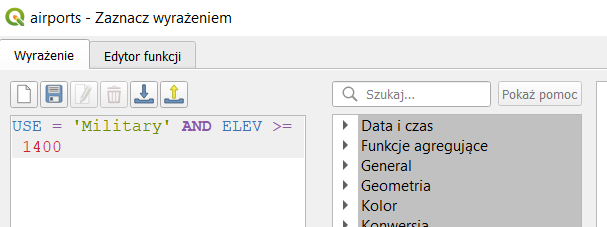 airports - Zaznacz wyrażeniem
Wyrażenie
Edytor funkcji
USE = 'Military' AND ELEV >=
1400
Szukaj...
Pokaż pomoc
Data i czas
Funkcje agregujące
General
Geometria
Kolor
Konwersja